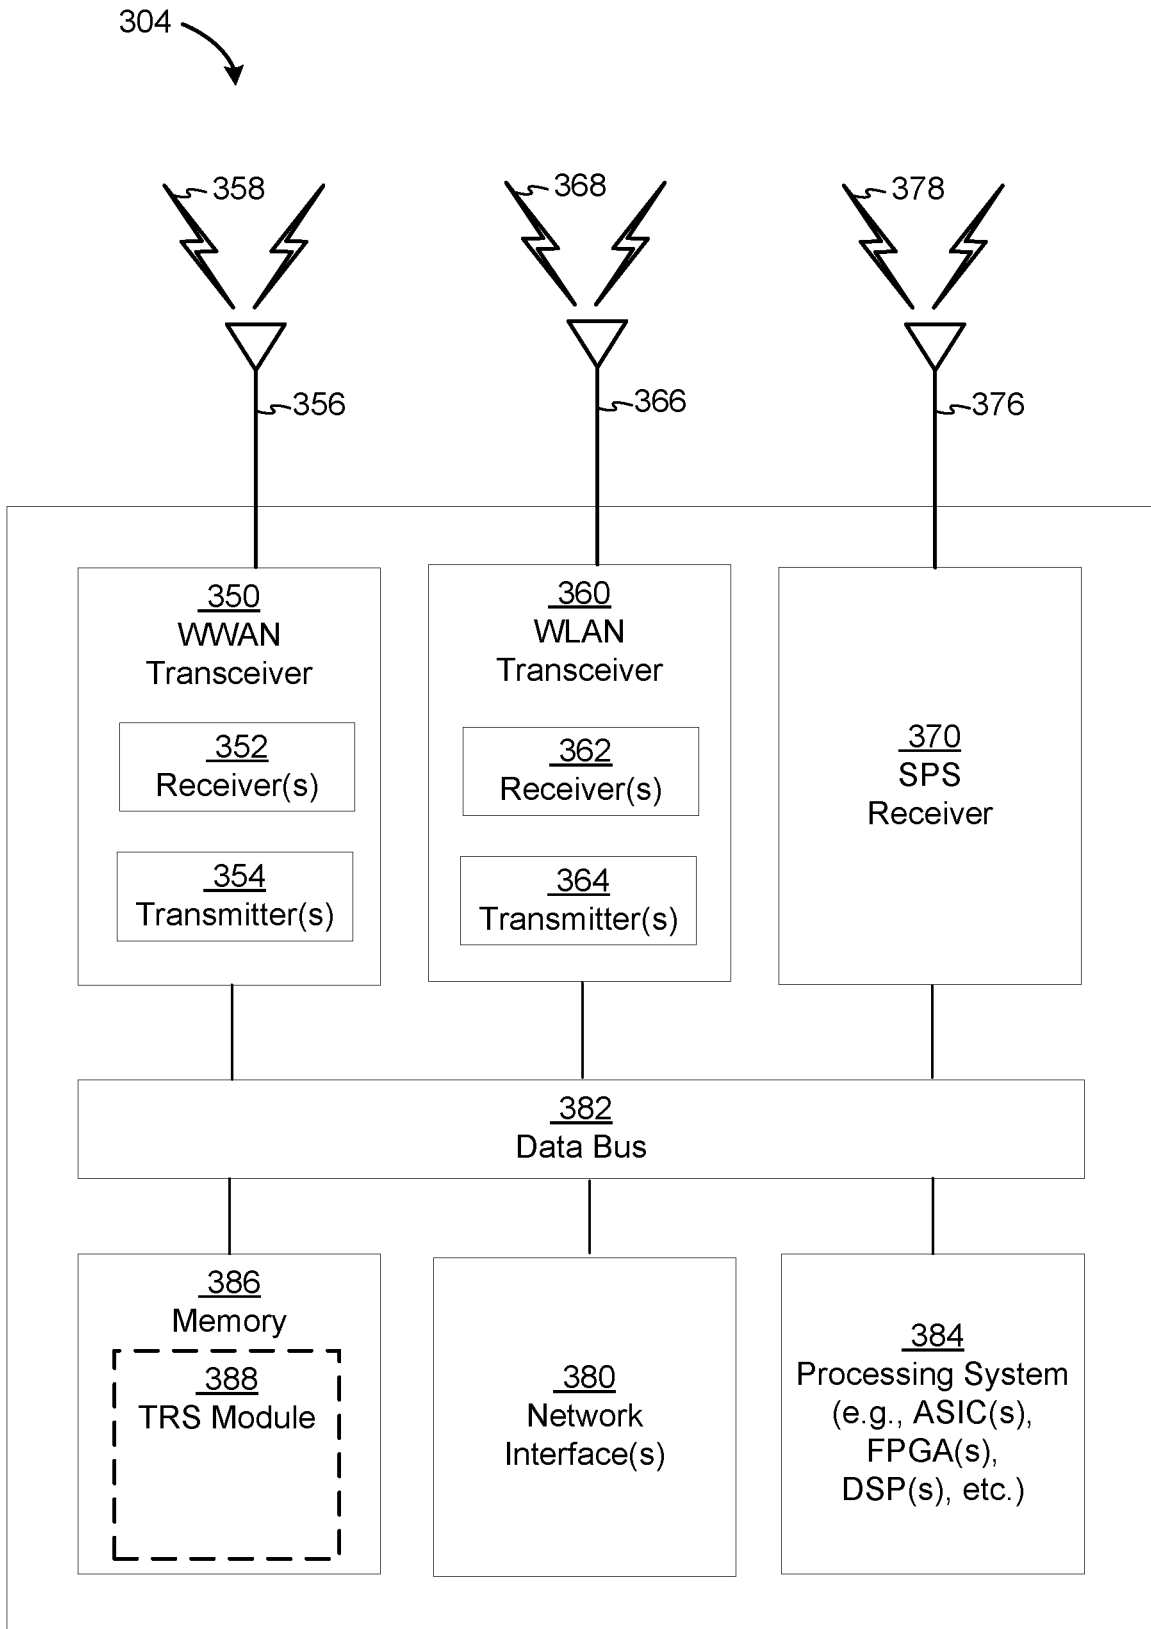 304
358
368
378
356
366
376
350
WWAN
Transceiver
352
Receiver(s)
354
Transmitter(s)
360
WLAN
Transceiver
362
Receiver(s)
364
Transmitter(s)
370
SPS
Receiver
382
Data Bus
386
Memory
388
TRS Module
380
Network
Interface(s)
384
Processing System
(e.g., ASIC(s),
FPGA(s),
DSP(s), etc.)